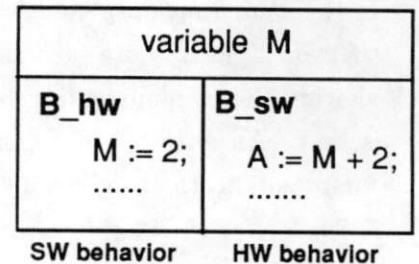 variable M
B_hw B_sw
M := 2; A := M + 2;
...... .......
SW behavior HW behavior